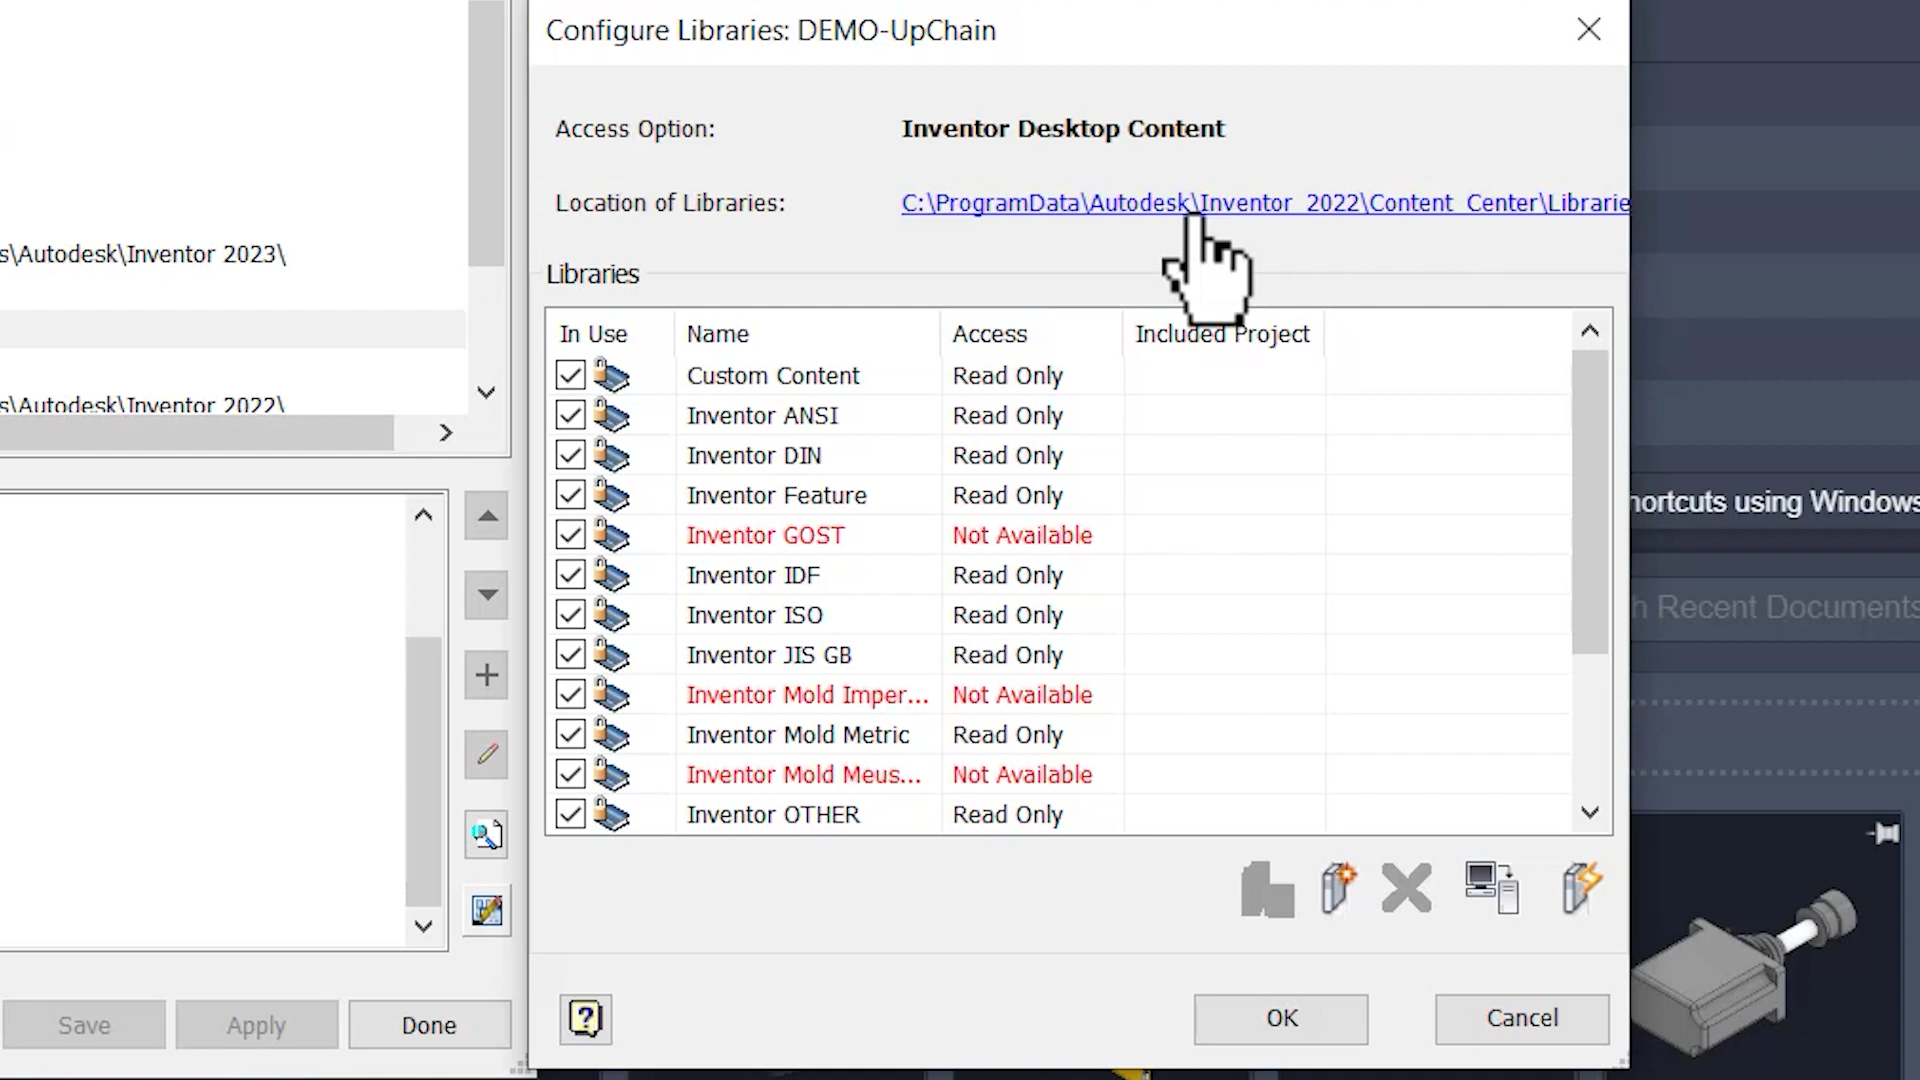 Configure Libraries: DEMO-UpChain
Access Option: Inventor Desktop Content
Location of Libraries: C:\ProgramData\Autodesk\Inventor 2022\Content Center\Librarie
s\Autodesk\Inventor 2023\
s\Autodesk\Inventor 2022\
Libraries
In Use Name Access Included Project
Custom Content Read Only
Inventor ANSI Read Only
Inventor DIN Read Only
Inventor Feature Read Only
Inventor GOST Not Available
Inventor IDF Read Only
Inventor ISO Read Only
Inventor JIS GB Read Only
Inventor Mold Imper... Not Available
Inventor Mold Metric Read Only
Inventor Mold Meus... Not Available
Inventor OTHER Read Only
hortcuts using Windows
h Recent Documents
Save Apply Done
OK Cancel